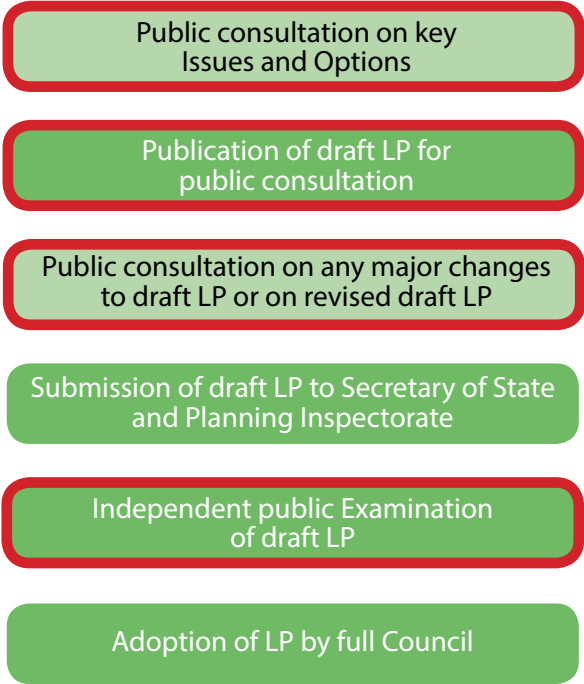 Public consultation on key
Issues and Options
Publication of draft LP for
public consultation
Public consultation on any major changes
to draft LP or on revised draft LP
Submission of draft LP to Secretary of State
and Planning Inspectorate
Independent public Examination
of draft LP
Adoption of LP by full Council